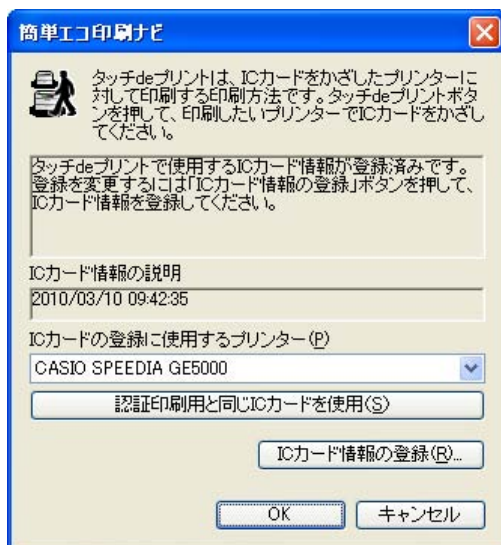 簡単エコ印刷ナビ
タッチdeプリントは、ICカードをかざしたプリンターに
対して印刷する印刷方法です。タッチdeプリントボタ
ンを押して、印刷したいプリンターでICカードをかざし
てください。
タッチdeプリントで使用するICカード情報が登録済みです。
登録を変更するには「ICカード情報の登録」ボタンを押して、
ICカード情報を登録してください。
ICカード情報の説明
2010/03/10 09:42:35
ICカードの登録に使用するプリンター(P)
CASIO SPEEDIA GE5000
認証印刷用と同じICカードを使用(S)
ICカード情報の登録(R)...
OK キャンセル